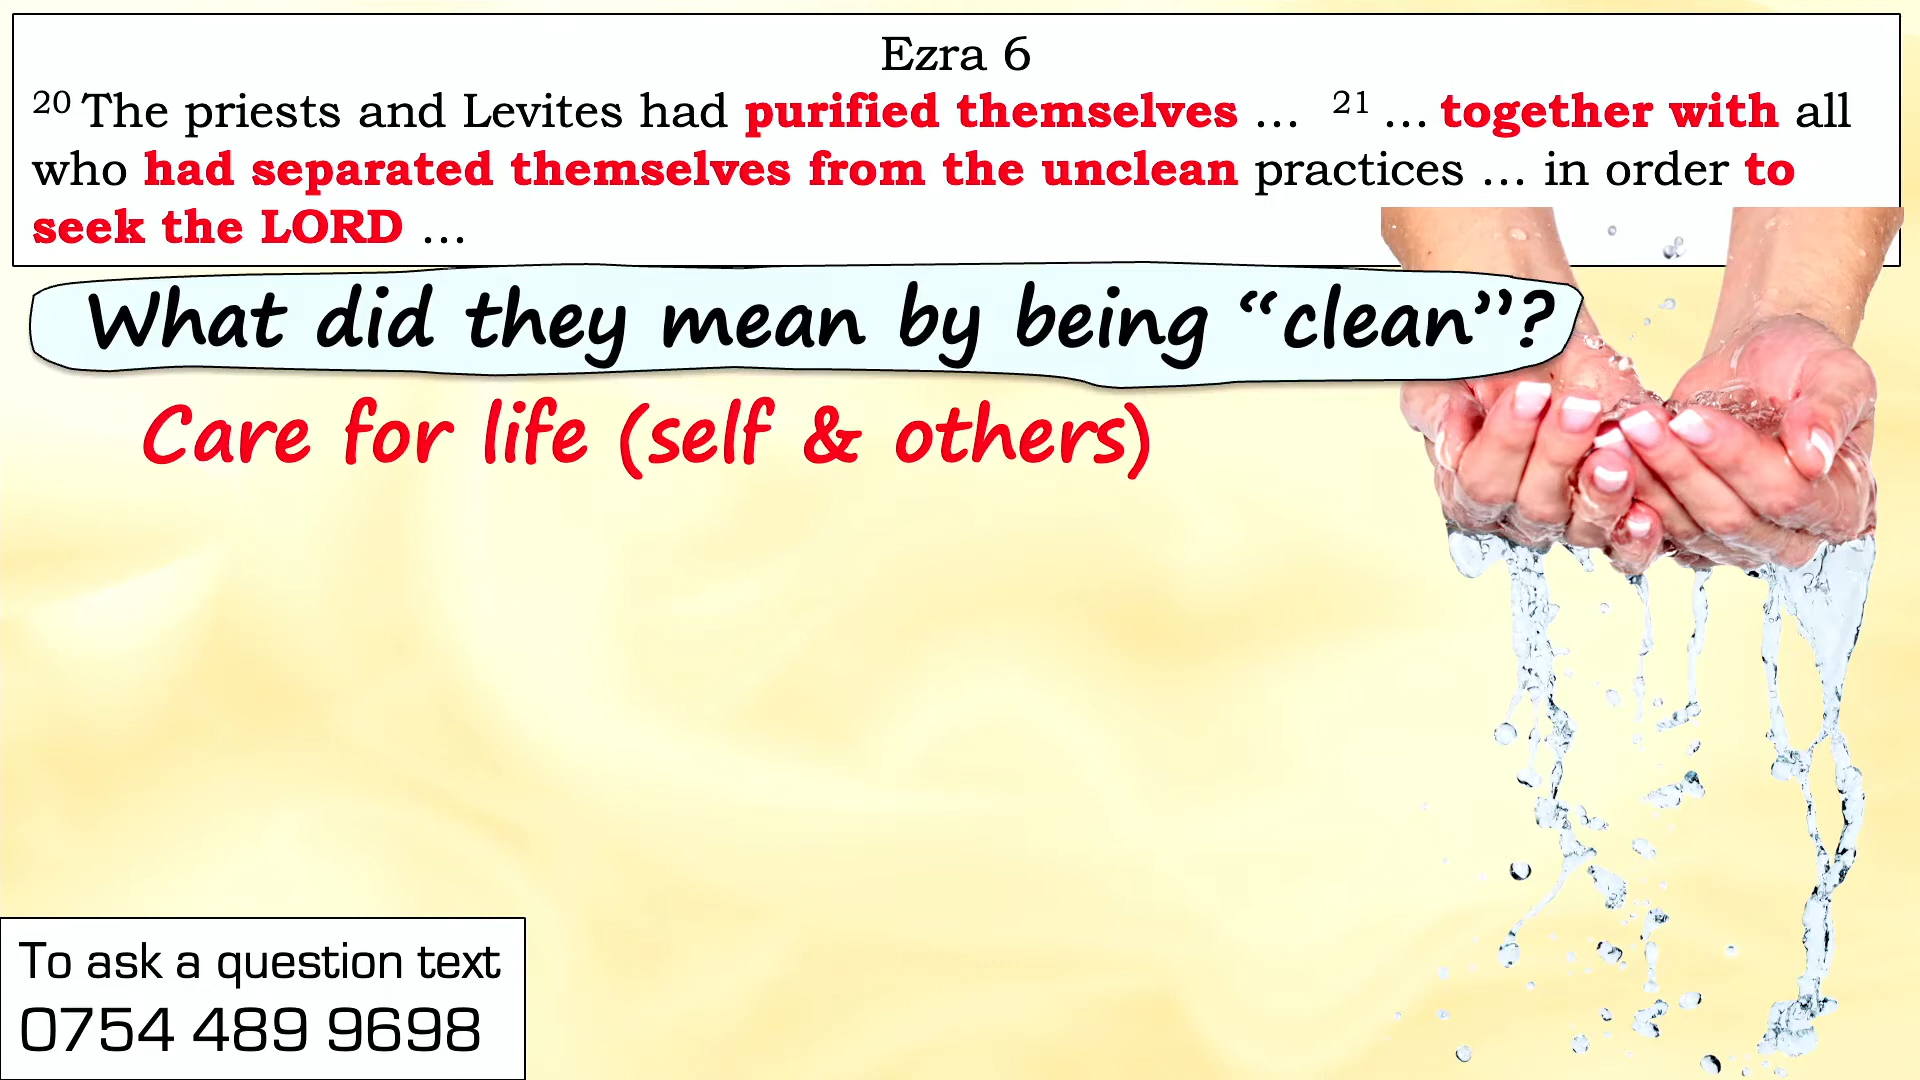 Ezra 6
20 The priests and Levites had purified themselves … 21 … together with all
who had separated themselves from the unclean practices … in order to
seek the LORD …
What did they mean by being “clean”?
Care for life (self & others)
To ask a question text
0754 489 9698